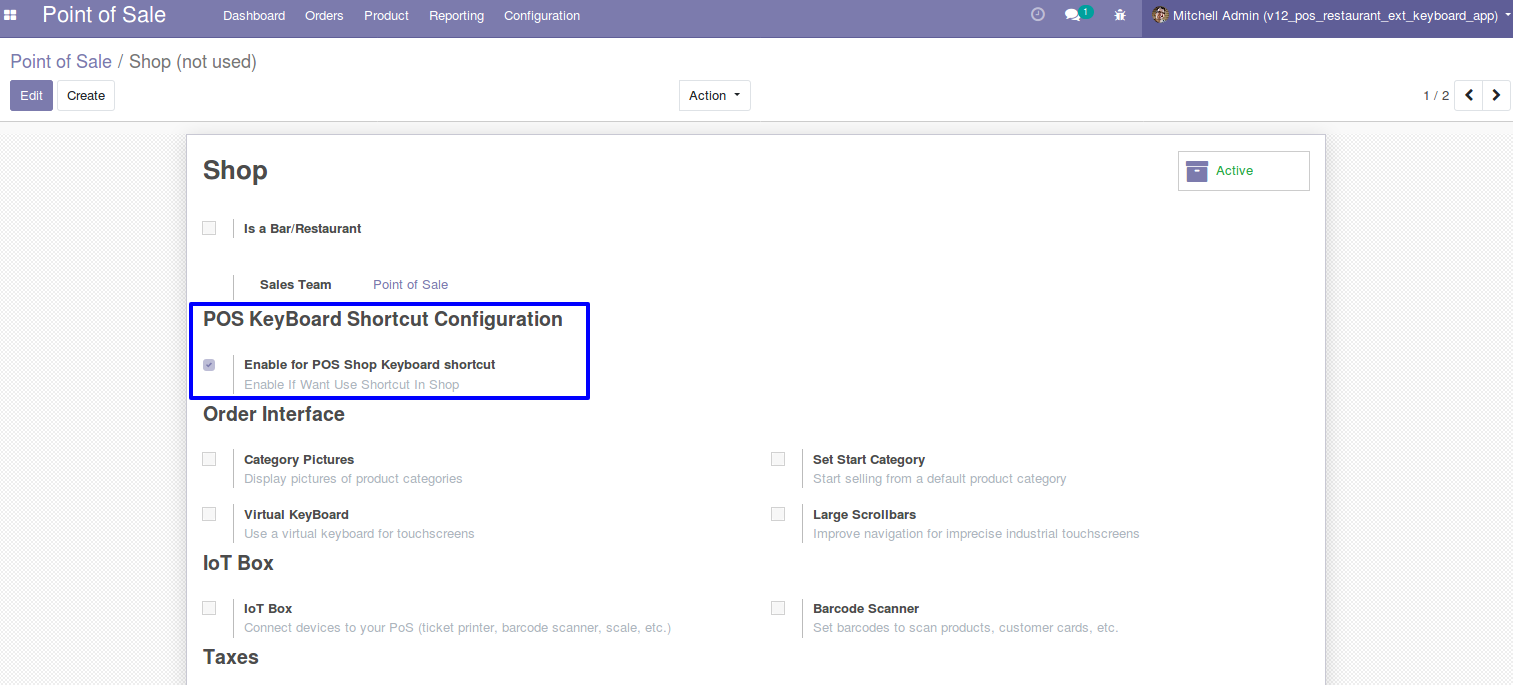 Point of Sale Dashboard Orders Product Reporting Configuration 1 Mitchell Admin (v12_pos_restaurant_ext_keyboard_app)
Point of Sale / Shop (not used)
Edit Create Action 1 / 2
Shop
Active
Is a Bar/Restaurant
Sales Team Point of Sale
POS KeyBoard Shortcut Configuration
Enable for POS Shop Keyboard shortcut
Enable If Want Use Shortcut In Shop
Order Interface
Category Pictures
Display pictures of product categories
Set Start Category
Start selling from a default product category
Virtual KeyBoard
Use a virtual keyboard for touchscreens
Large Scrollbars
Improve navigation for imprecise industrial touchscreens
IoT Box
IoT Box
Connect devices to your PoS (ticket printer, barcode scanner, scale, etc.)
Barcode Scanner
Set barcodes to scan products, customer cards, etc.
Taxes